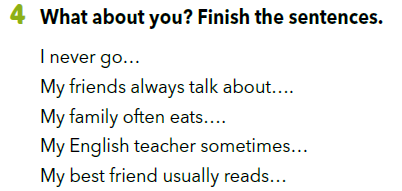 4 What about you? Finish the sentences.
I never go…
My friends always talk about….
My family often eats….
My English teacher sometimes…
My best friend usually reads…